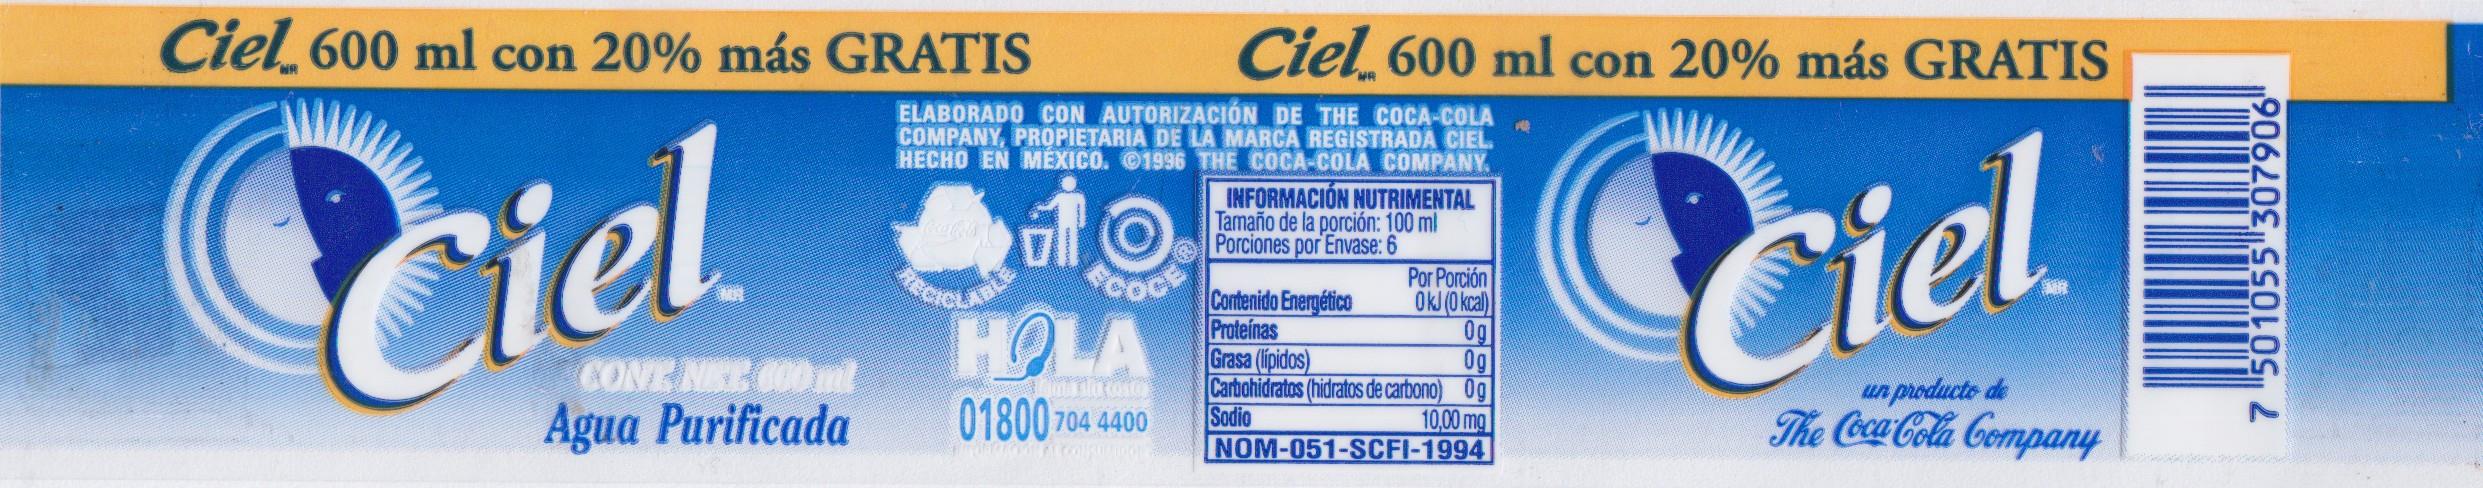 Ciel MR 600 ml con 20% más GRATIS
Ciel MR 600 ml con 20% más GRATIS
Ciel MR
CONT. NET. 600 ml
Agua Purificada
ELABORADO CON AUTORIZACIÓN DE THE COCA-COLA
COMPANY, PROPIETARIA DE LA MARCA REGISTRADA CIEL.
HECHO EN MÉXICO. ©1996 THE COCA-COLA COMPANY.
Coca-Cola
RECICLABLE
ECOCE ®
HOLA
llama sin costo
01800 704 4400
INFORMACIÓN NUTRIMENTAL
Tamaño de la porción: 100 ml
Porciones por Envase: 6
Por Porción
Contenido Energético 0 kJ (0 kcal)
Proteínas 0 g
Grasa (lípidos) 0 g
Carbohidratos (hidratos de carbono) 0 g
Sodio 10,00 mg
NOM-051-SCFI-1994
Ciel MR
un producto de
The Coca-Cola Company
7 501055 307906